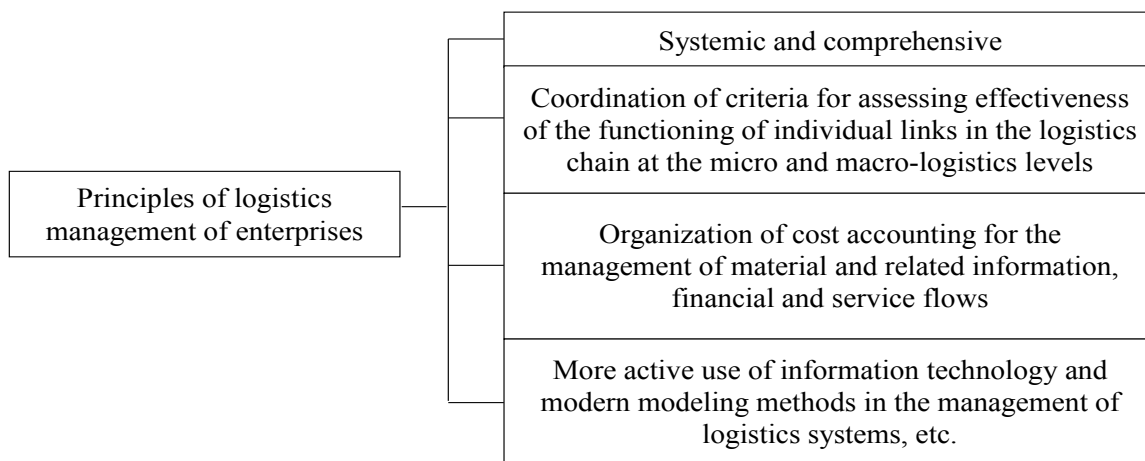 Principles of logistics
management of enterprises
Systemic and comprehensive
Coordination of criteria for assessing effectiveness
of the functioning of individual links in the logistics
chain at the micro and macro-logistics levels
Organization of cost accounting for the
management of material and related information,
financial and service flows
More active use of information technology and
modern modeling methods in the management of
logistics systems, etc.